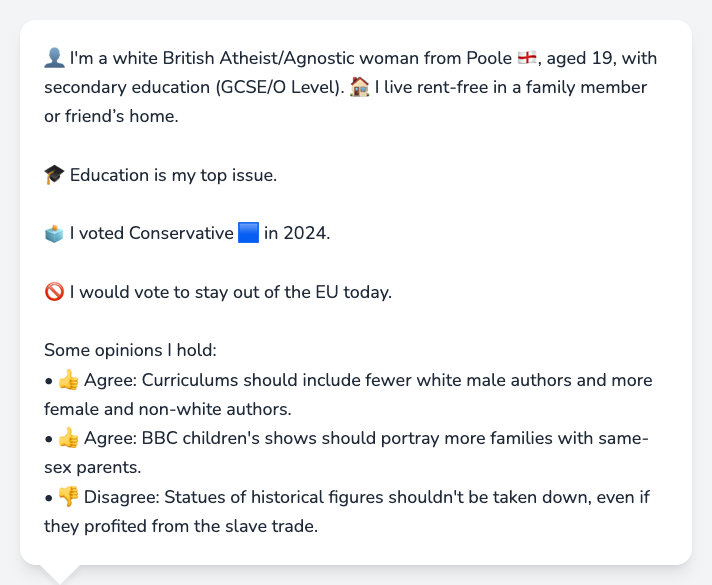 👤 I'm a white British Atheist/Agnostic woman from Poole 🏴󠁧󠁢󠁥󠁮󠁧󠁿, aged 19, with
secondary education (GCSE/O Level). 🏠 I live rent-free in a family member
or friend’s home.
🎓 Education is my top issue.
🗳️ I voted Conservative 🟦 in 2024.
🚫 I would vote to stay out of the EU today.
Some opinions I hold:
• 👍 Agree: Curriculums should include fewer white male authors and more
female and non-white authors.
• 👍 Agree: BBC children's shows should portray more families with same-
sex parents.
• 👎 Disagree: Statues of historical figures shouldn't be taken down, even if
they profited from the slave trade.